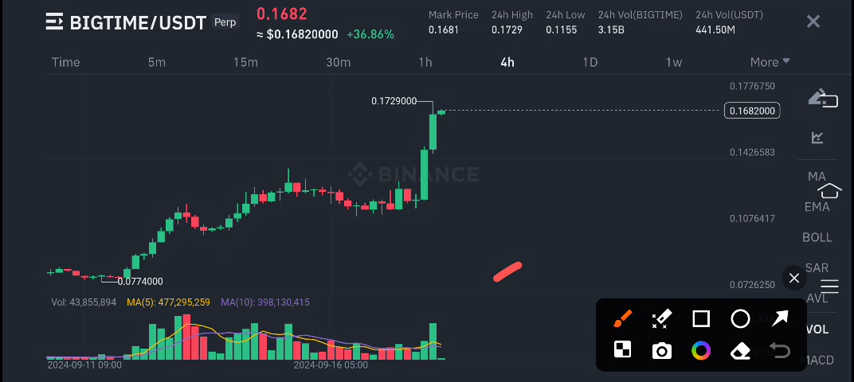 BIGTIME/USDT Perp
0.1682
≈ $0.16820000 +36.86%
Mark Price
0.1681
24h High
0.1729
24h Low
0.1155
24h Vol(BIGTIME)
3.15B
24h Vol(USDT)
441.50M
Time 5m 15m 30m 1h 4h 1D 1w More
0.1776750
0.1729000
0.1682000
0.1426583
BINANCE
0.1076417
0.0774000
0.0726250
MA
EMA
BOLL
SAR
AVL
VOL
MACD
Vol: 43,855,894 MA(5): 477,295,259 MA(10): 398,130,415
2024-09-11 09:00 2024-09-16 05:00